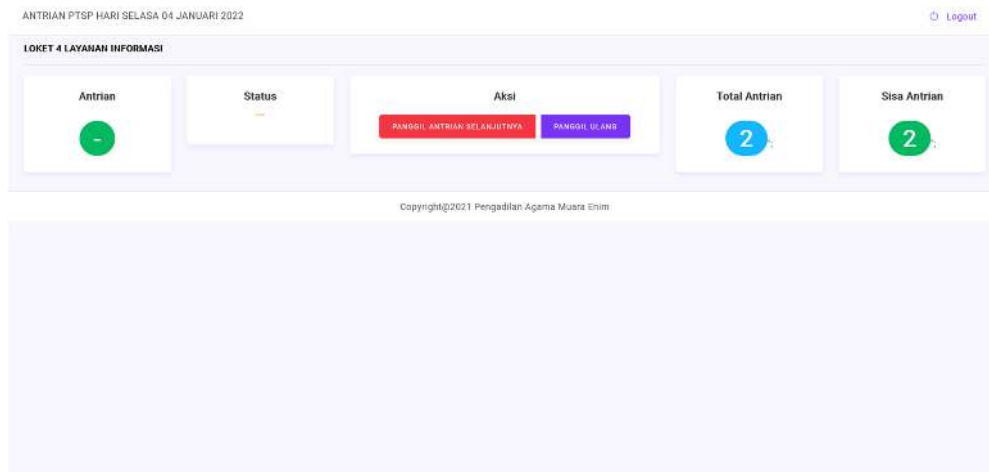 ANTRIAN PTSP HARI SELASA 04 JANUARI 2022
Logout
LOKET 4 LAYANAN INFORMASI
Antrian
-
Status
---
Aksi
PANGGIL ANTRIAN SELANJUTNYA PANGGIL ULANG
Total Antrian
2
Sisa Antrian
2
Copyright@2021 Pengadilan Agama Muara Enim